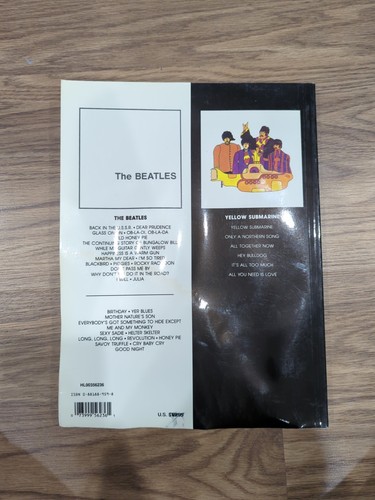 The BEATLES
THE BEATLES
BACK IN THE U.S.S.R. • DEAR PRUDENCE
GLASS ONION • OB-LA-DI, OB-LA-DA
WILD HONEY PIE
THE CONTINUING STORY OF BUNGALOW BILL
WHILE MY GUITAR GENTLY WEEPS
HAPPINESS IS A WARM GUN
MARTHA MY DEAR • I'M SO TIRED
BLACKBIRD • PIGGIES • ROCKY RACCOON
DON'T PASS ME BY
WHY DON'T WE DO IT IN THE ROAD?
I WILL • JULIA
BIRTHDAY • YER BLUES
MOTHER NATURE'S SON
EVERYBODY'S GOT SOMETHING TO HIDE EXCEPT
ME AND MY MONKEY
SEXY SADIE • HELTER SKELTER
LONG, LONG, LONG • REVOLUTION • HONEY PIE
SAVOY TRUFFLE • CRY BABY CRY
GOOD NIGHT
HL00356236
ISBN 0-88188-
U.S.
YELLOW SUBMARINE
YELLOW SUBMARINE
ONLY A NORTHERN SONG
ALL TOGETHER NOW
HEY BULLDOG
IT'S ALL TOO MUCH
ALL YOU NEED IS LOVE